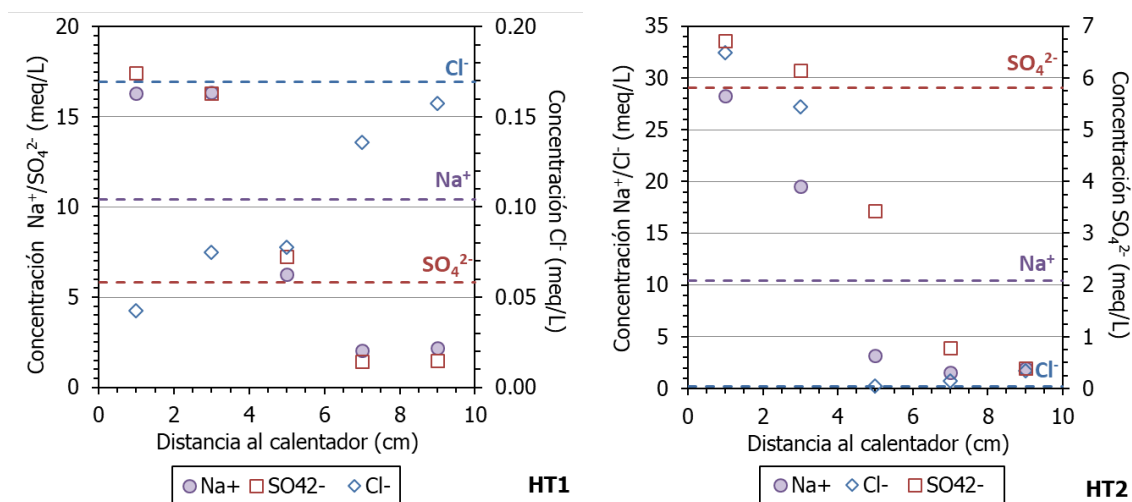 Concentración Na⁺/SO₄²⁻ (meq/L)
20
15
10
5
0
0.20
0.15
0.10
0.05
0.00
Concentración Cl⁻ (meq/L)
Cl⁻
Na⁺
SO₄²⁻
0 2 4 6 8 10
Distancia al calentador (cm)
Na+ SO42- Cl-
HT1
Concentración Na⁺/Cl⁻ (meq/L)
35
30
25
20
15
10
5
0
7
6
5
4
3
2
1
0
Concentración SO₄²⁻ (meq/L)
SO₄²⁻
Na⁺
Cl⁻
0 2 4 6 8 10
Distancia al calentador (cm)
Na+ Cl- SO42-
HT2